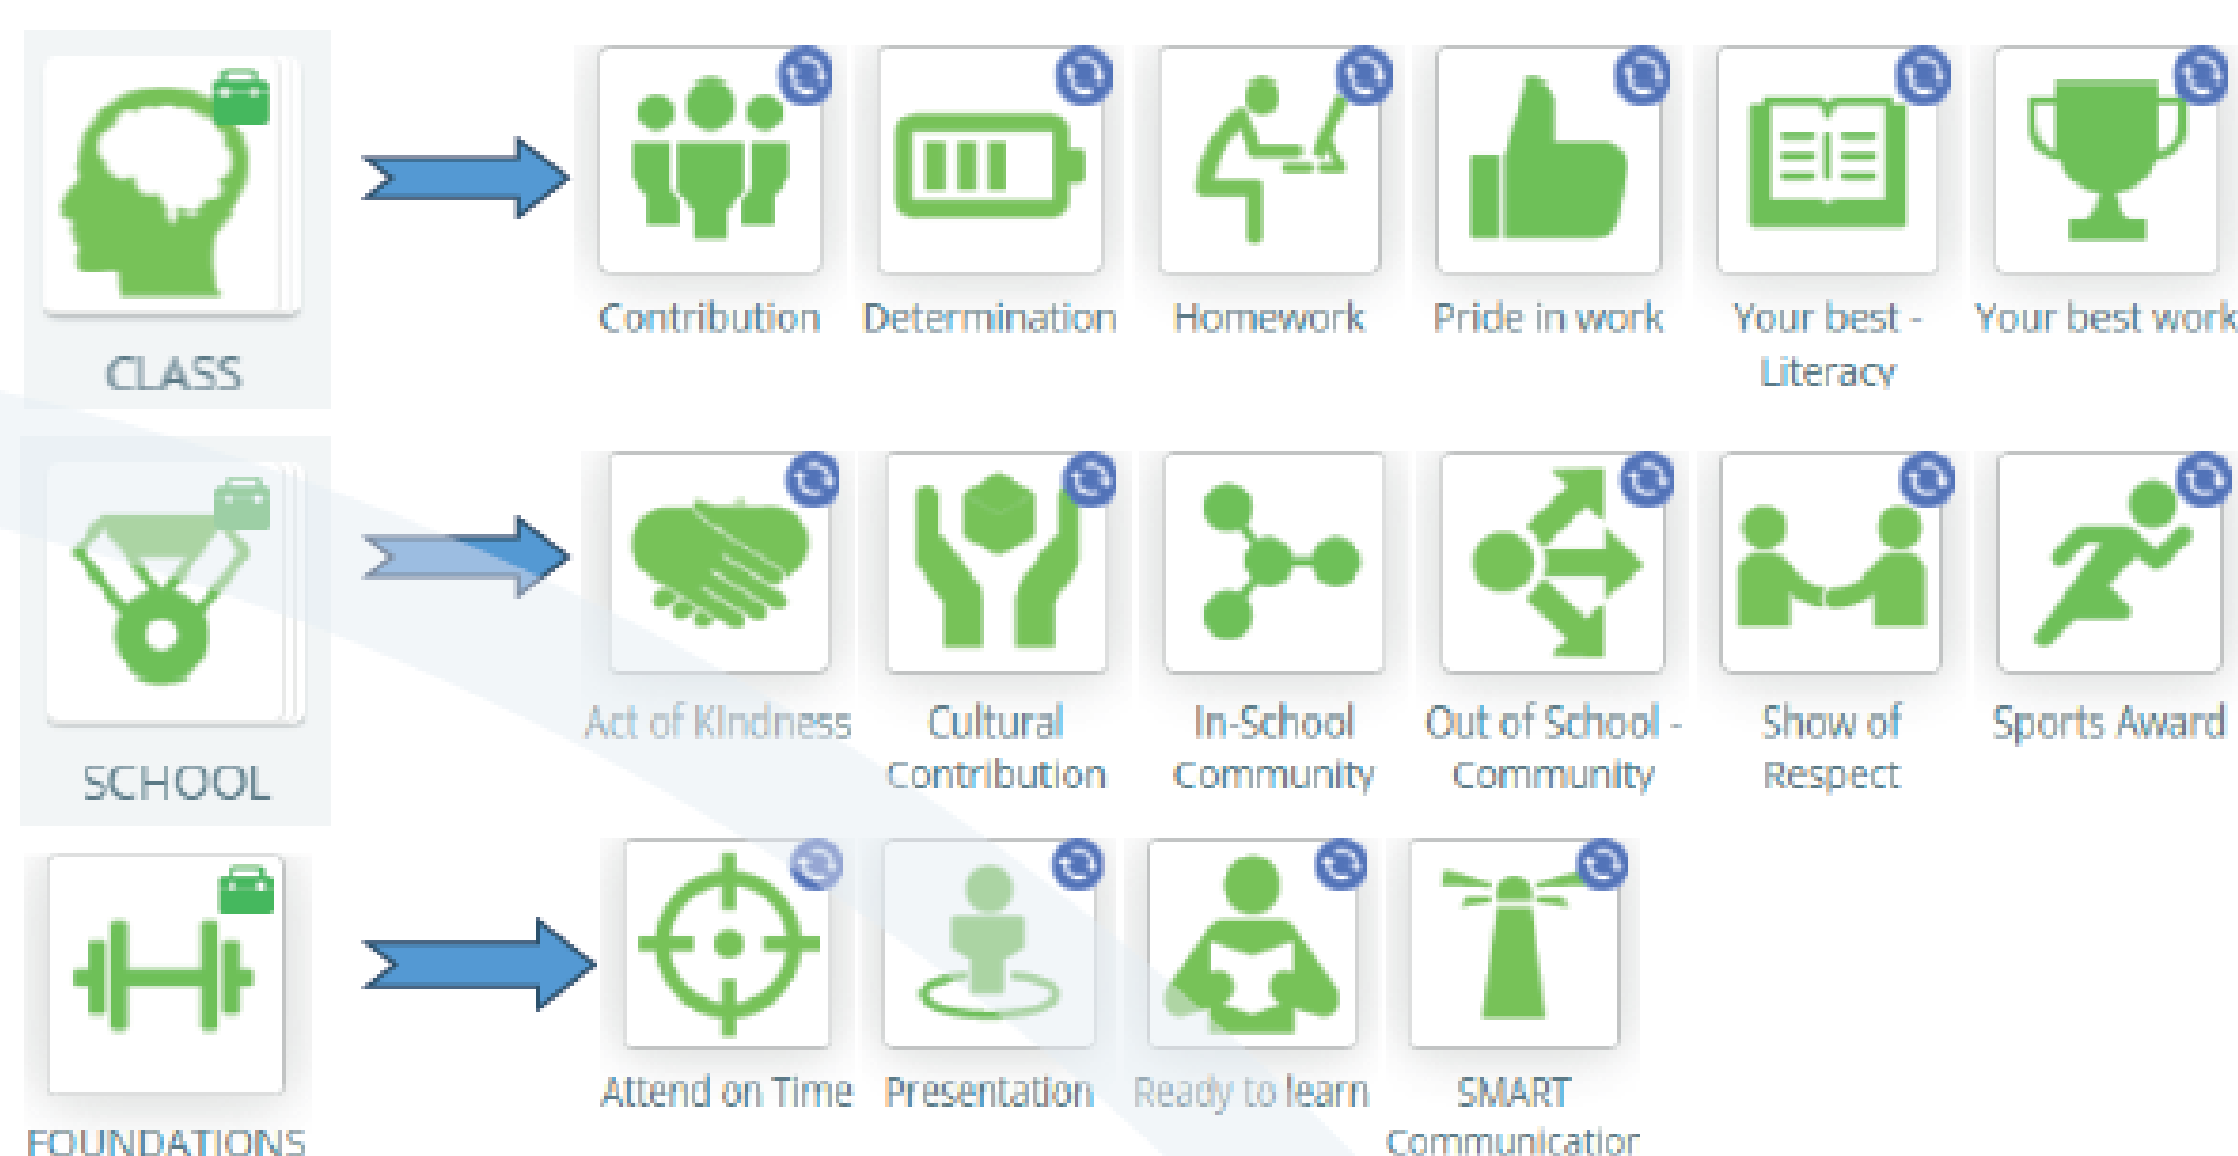 Contribution Determination Homework Pride in work Your best - Your best work
CLASS Literacy
Act of KIndness Cultural In-School Out of School - Show of Sports Award
SCHOOL Contribution Community Community Respect
Attend on Time Presentation Ready to learn SMART
FOUNDATIONS Communication